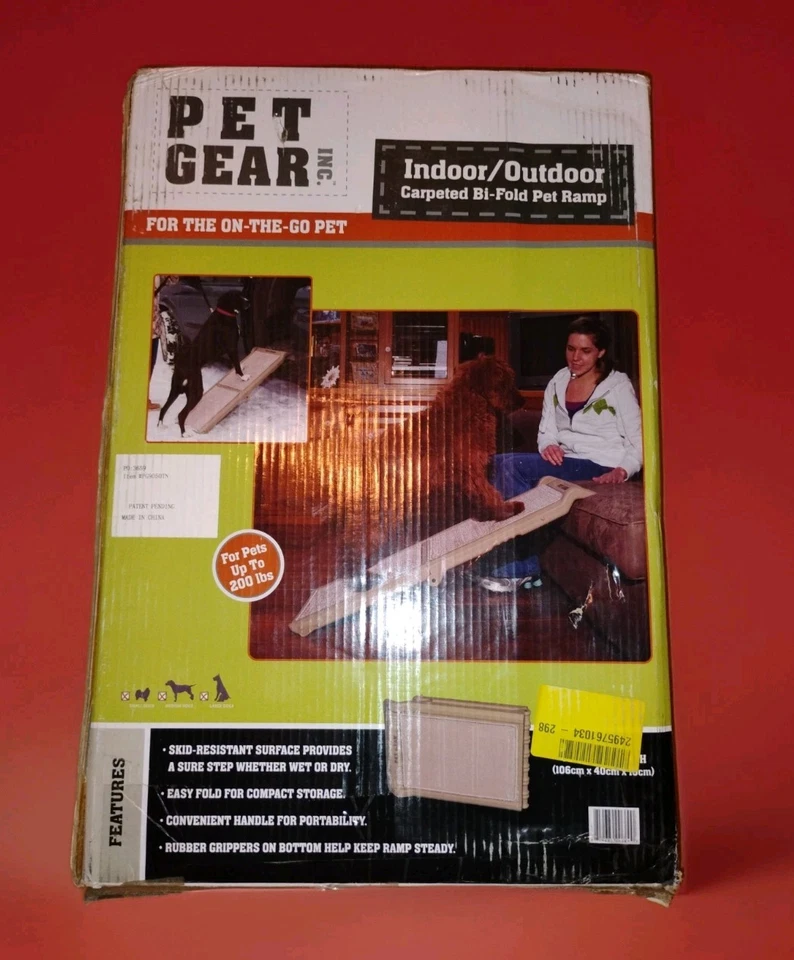 PET
GEAR INC.
Indoor/Outdoor
Carpeted Bi-Fold Pet Ramp
FOR THE ON-THE-GO PET
PATENT PENDING
MADE IN CHINA
For Pets
Up To
200 lbs
2495761034 - 298
H
(106cm x 40cm x
FEATURES
• SKID-RESISTANT SURFACE PROVIDES
A SURE STEP WHETHER WET OR DRY.
• EASY FOLD FOR COMPACT STORAGE.
• CONVENIENT HANDLE FOR PORTABILITY.
• RUBBER GRIPPERS ON BOTTOM HELP KEEP RAMP STEADY.